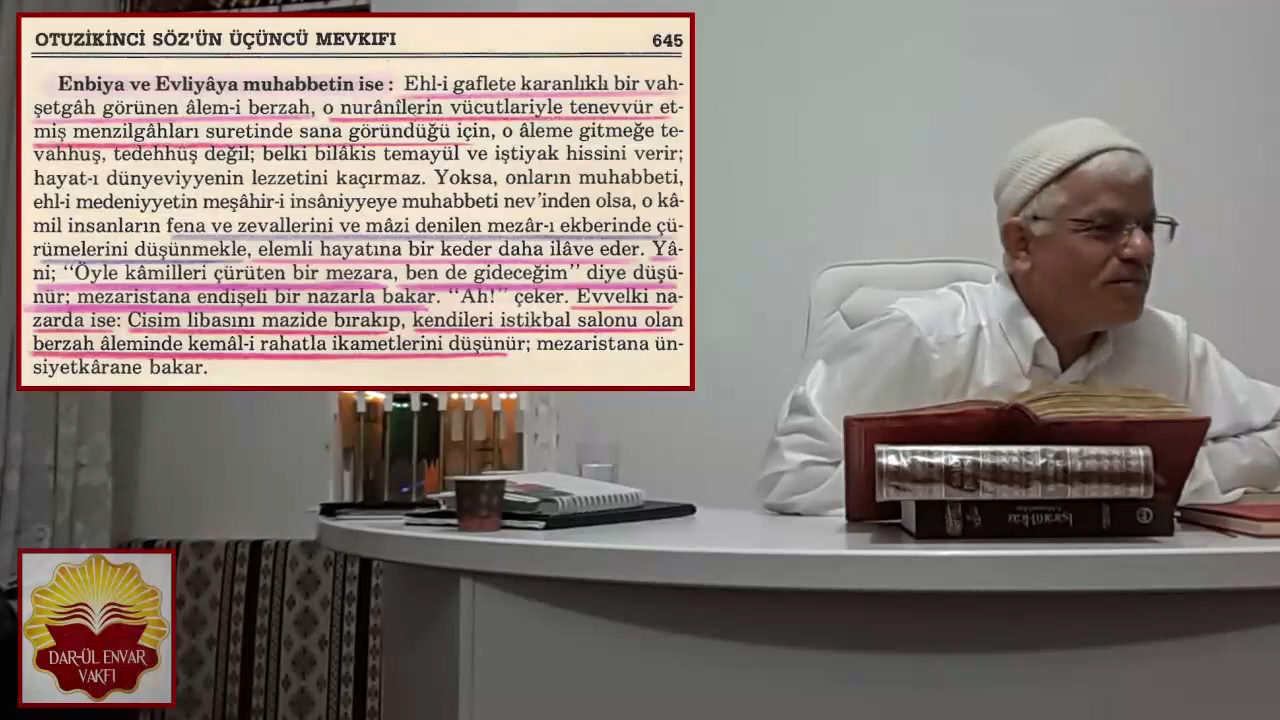 OTUZİKİNCİ SÖZ'ÜN ÜÇÜNCÜ MEVKIFI 645
Enbiya ve Evliyâya muhabbetin ise : Ehl-i gaflete karanlıklı bir vah-
şetgâh görünen âlem-i berzah, o nurânîlerin vücutlariyle tenevvür et-
miş menzilgâhları suretinde sana göründüğü için, o âleme gitmeğe te-
vahhuş, tedehhüş değil; belki bilâkis temayül ve iştiyak hissini verir;
hayat-ı dünyeviyyenin lezzetini kaçırmaz. Yoksa, onların muhabbeti,
ehl-i medeniyyetin meşâhir-i insâniyyeye muhabbeti nev'inden olsa, o kâ-
mil insanların fena ve zevallerini ve mâzi denilen mezâr-ı ekberinde çü-
rümelerini düşünmekle, elemli hayatına bir keder daha ilâve eder. Yâ-
ni; "Öyle kâmilleri çürüten bir mezara, ben de gideceğim" diye düşü-
nür; mezaristana endişeli bir nazarla bakar. "Ah!" çeker. Evvelki na-
zarda ise: Cisim libasını mazide bırakıp, kendileri istikbal salonu olan
berzah âleminde kemâl-i rahatla ikametlerini düşünür; mezaristana ün-
siyetkârane bakar.
DAR-ÜL ENVAR
VAKFI